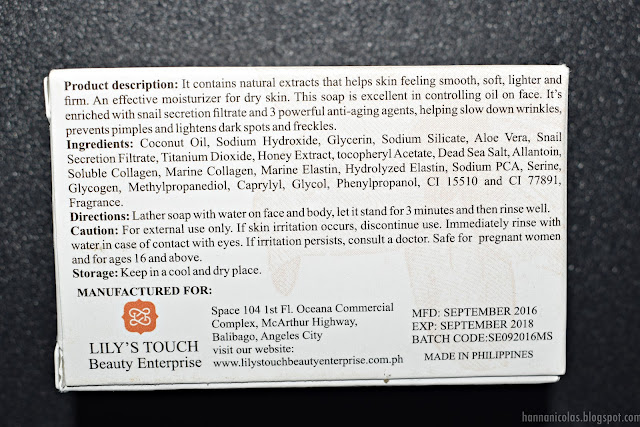 Product description: It contains natural extracts that helps skin feeling smooth, soft, lighter and
firm. An effective moisturizer for dry skin. This soap is excellent in controlling oil on face. It's
enriched with snail secretion filtrate and 3 powerful anti-aging agents, helping slow down wrinkles,
prevents pimples and lightens dark spots and freckles.
Ingredients: Coconut Oil, Sodium Hydroxide, Glycerin, Sodium Silicate, Aloe Vera, Snail
Secretion Filtrate, Titanium Dioxide, Honey Extract, tocopheryl Acetate, Dead Sea Salt, Allantoin,
Soluble Collagen, Marine Collagen, Marine Elastin, Hydrolyzed Elastin, Sodium PCA, Serine,
Glycogen, Methylpropanediol, Caprylyl, Glycol, Phenylpropanol, CI 15510 and CI 77891,
Fragrance.
Directions: Lather soap with water on face and body, let it stand for 3 minutes and then rinse well.
Caution: For external use only. If skin irritation occurs, discontinue use. Immediately rinse with
water in case of contact with eyes. If irritation persists, consult a doctor. Safe for pregnant women
and for ages 16 and above.
Storage: Keep in a cool and dry place.
MANUFACTURED FOR:
LILY'S TOUCH
Beauty Enterprise
Space 104 1st Fl. Oceana Commercial
Complex, McArthur Highway,
Balibago, Angeles City
visit our website:
www.lilystouchbeautyenterprise.com.ph
MFD: SEPTEMBER 2016
EXP: SEPTEMBER 2018
BATCH CODE:SE092016MS
MADE IN PHILIPPINES
hannanicolas.blogspot.com